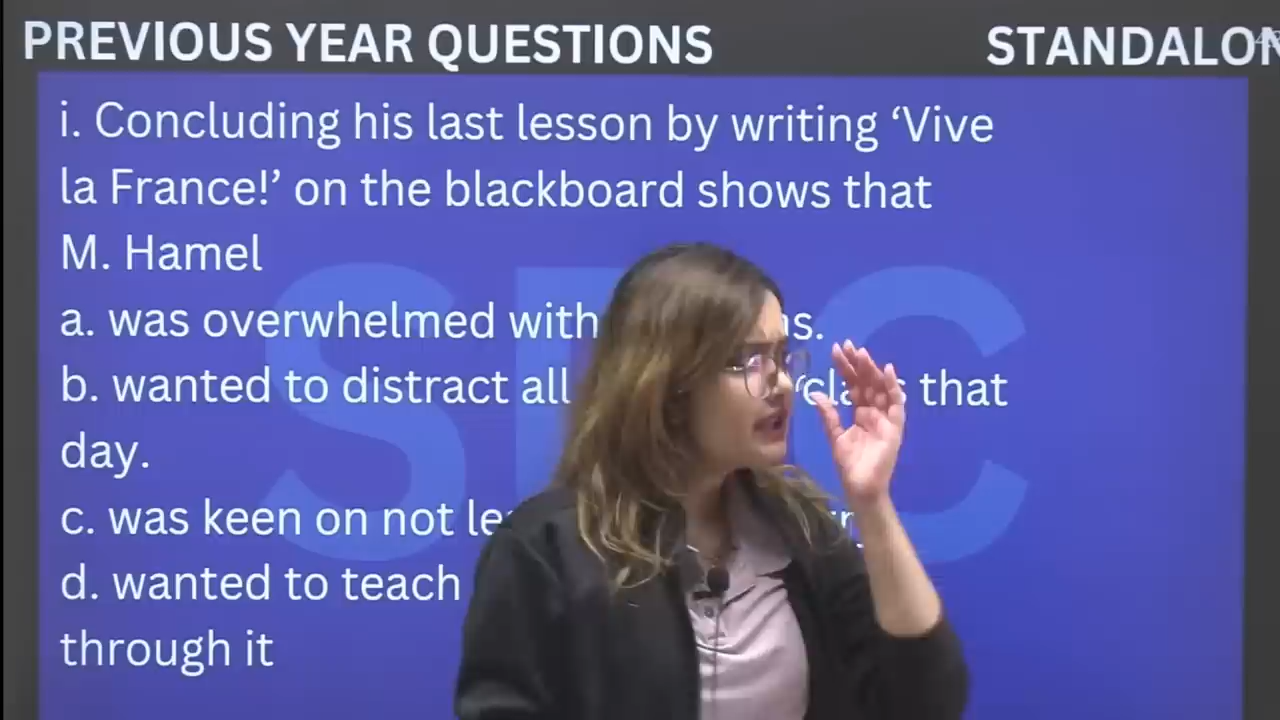 PREVIOUS YEAR QUESTIONS STANDALON
i. Concluding his last lesson by writing ‘Vive
la France!’ on the blackboard shows that
M. Hamel
a. was overwhelmed with
b. wanted to distract all that
day.
c. was keen on not
d. wanted to teach
through it